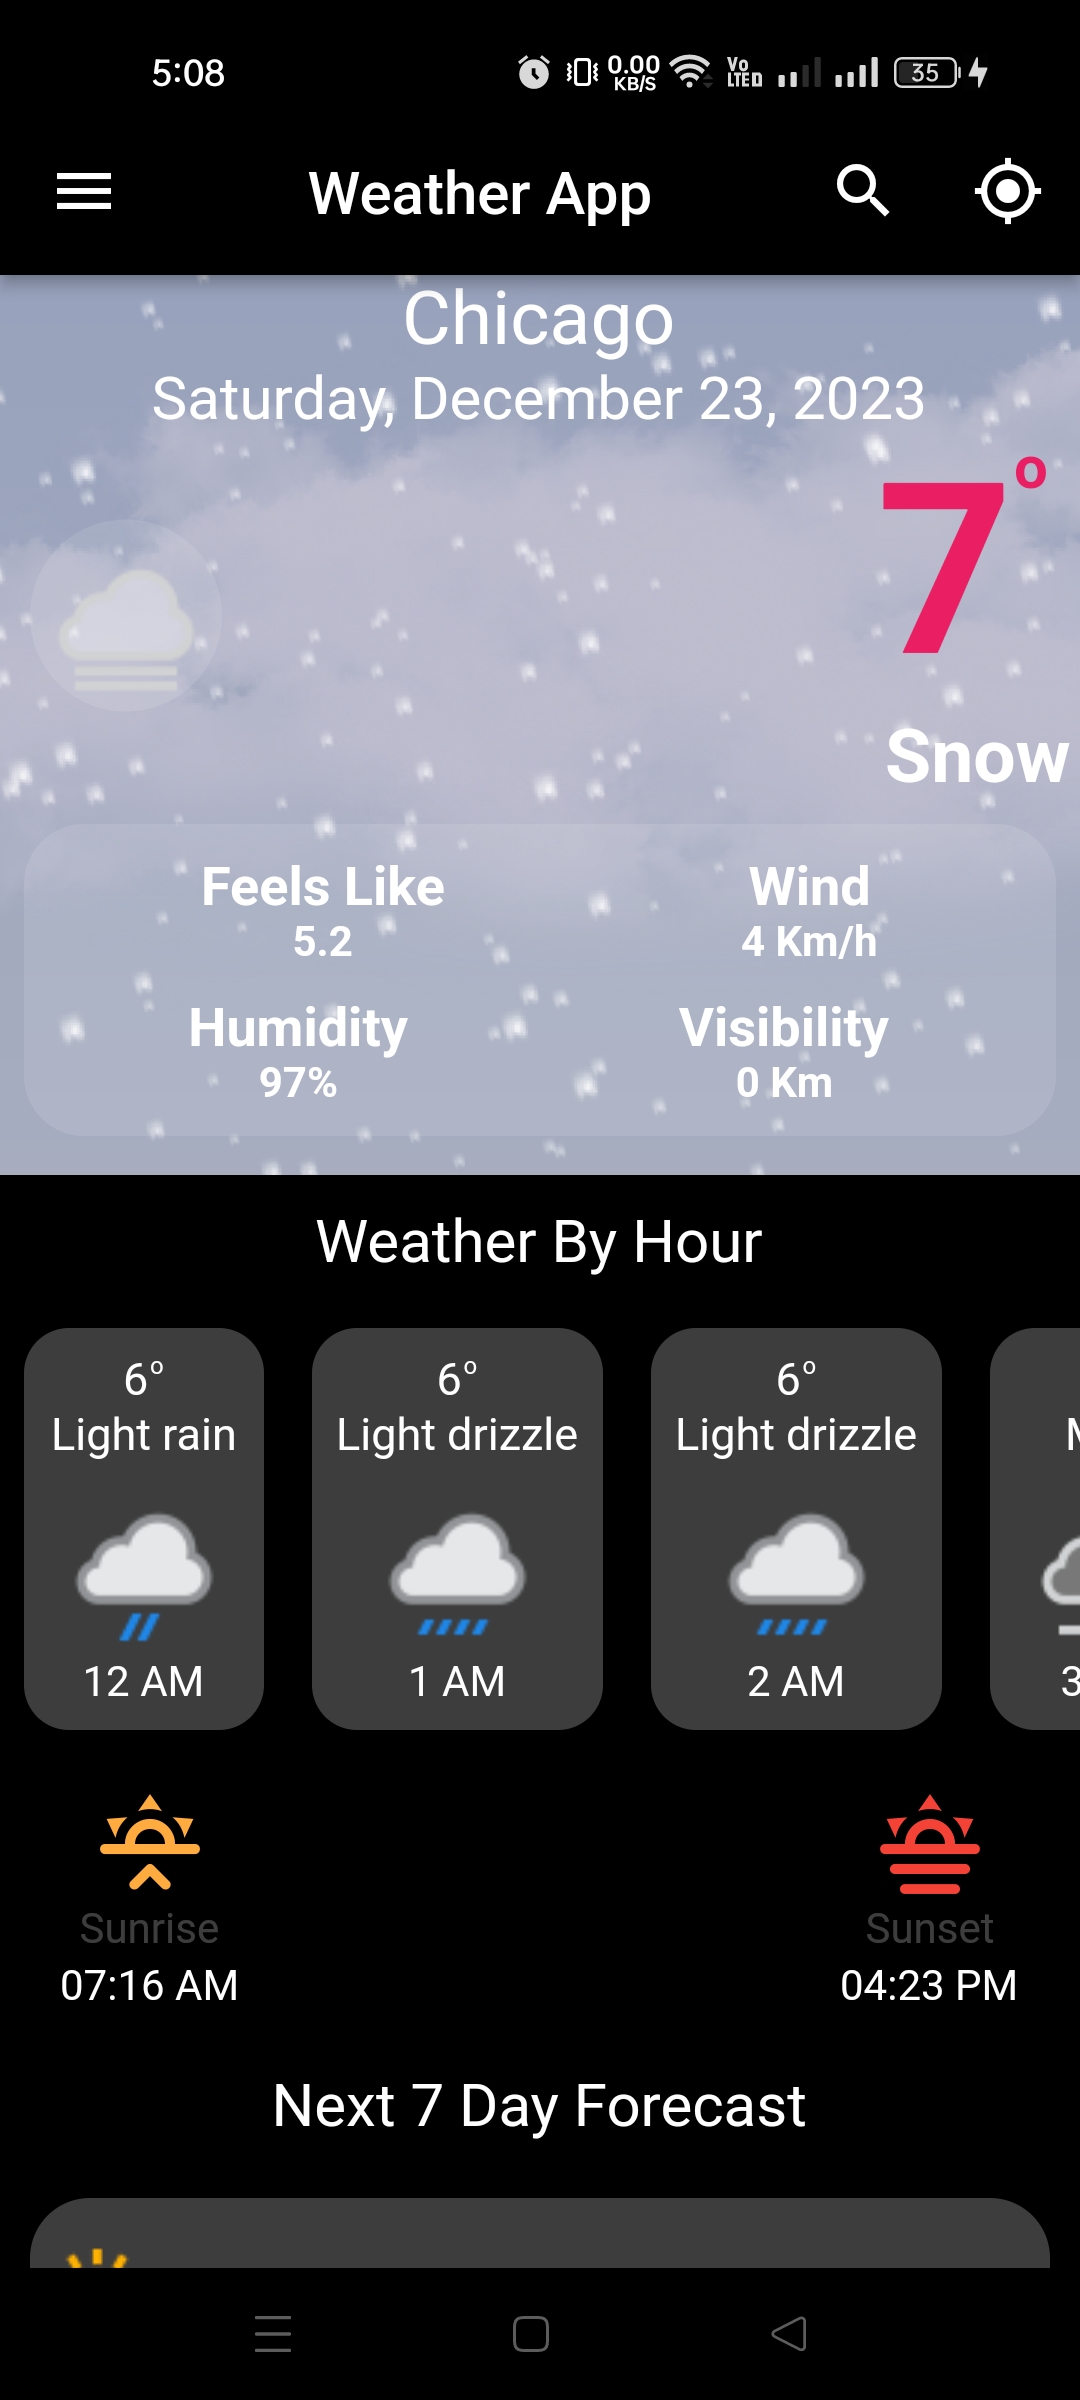 5:08
0.00
KB/S
Vo
LTED
35
Weather App
Chicago
Saturday, December 23, 2023
7°
Snow
Feels Like
5.2
Wind
4 Km/h
Humidity
97%
Visibility
0 Km
Weather By Hour
6°
Light rain
12 AM
6°
Light drizzle
1 AM
6°
Light drizzle
2 AM
M
3
Sunrise
07:16 AM
Sunset
04:23 PM
Next 7 Day Forecast